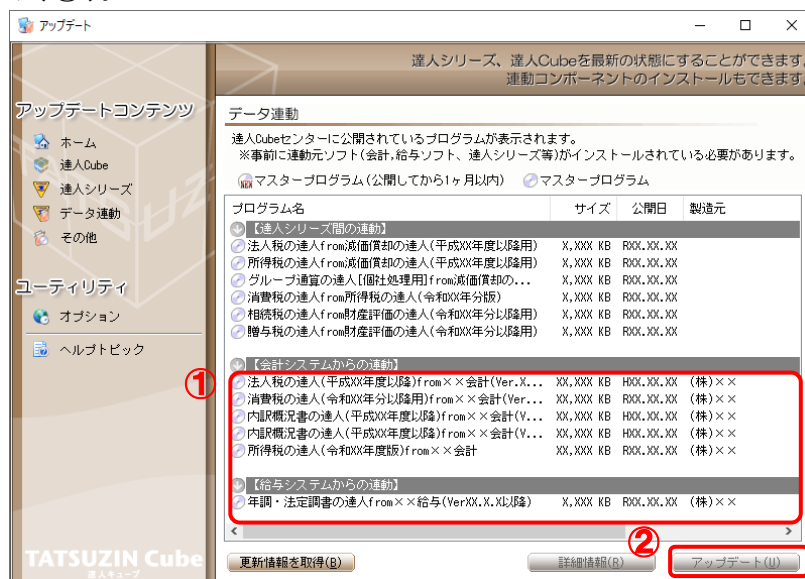 アップデート
達人シリーズ、達人Cubeを最新の状態にすることができます。
連動コンポーネントのインストールもできます。
アップデートコンテンツ
ホーム
達人Cube
達人シリーズ
データ連動
その他
ユーティリティ
オプション
ヘルプトピック
データ連動
達人Cubeセンターに公開されているプログラムが表示されます。
※事前に連動元ソフト(会計,給与ソフト、達人シリーズ等)がインストールされている必要があります。
マスタープログラム(公開してから1ヶ月以内) マスタープログラム
プログラム名 サイズ 公開日 製造元
【達人シリーズ間の連動】
法人税の達人from減価償却の達人(平成XX年度以降用) X,XXX KB RXX.XX.XX
所得税の達人from減価償却の達人(平成XX年分以降用) X,XXX KB RXX.XX.XX
グループ通算の達人[個社処理用]from減価償却の... X,XXX KB RXX.XX.XX
消費税の達人from所得税の達人(令和XX年分版) X,XXX KB RXX.XX.XX
相続税の達人from財産評価の達人(令和XX年分以降用) X,XXX KB RXX.XX.XX
贈与税の達人from財産評価の達人(令和XX年分以降用) X,XXX KB RXX.XX.XX
【会計システムからの連動】
①
法人税の達人(平成XX年度以降)from××会計(Ver.X... XX,XXX KB HXX.XX.XX (株)××
消費税の達人(令和XX年分以降用)from××会計(Ver... XX,XXX KB RXX.XX.XX (株)××
内訳概況書の達人(平成XX年度以降)from××会計(V... XX,XXX KB HXX.XX.XX (株)××
内訳概況書の達人(平成XX年度以降)from××会計(V... XX,XXX KB HXX.XX.XX (株)××
所得税の達人(令和XX年度版)from××会計 XX,XXX KB RXX.XX.XX (株)××
【給与システムからの連動】
年調・法定調書の達人from××給与(VerXX.X.X以降) X,XXX KB RXX.XX.XX (株)××
②
更新情報を取得(B) 詳細情報(R) アップデート(U)
TATSUZIN Cube
達人キューブ